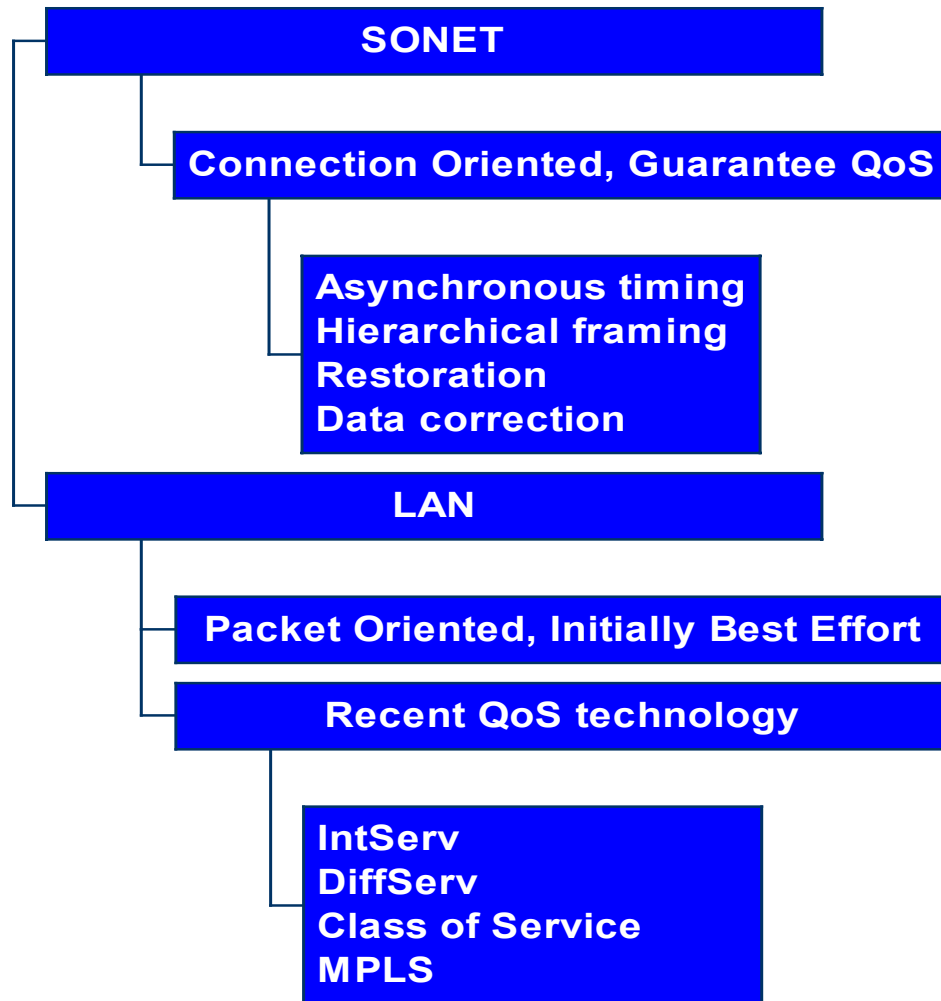 SONET
Connection Oriented, Guarantee QoS
Asynchronous timing
Hierarchical framing
Restoration
Data correction
LAN
Packet Oriented, Initially Best Effort
Recent QoS technology
IntServ
DiffServ
Class of Service
MPLS